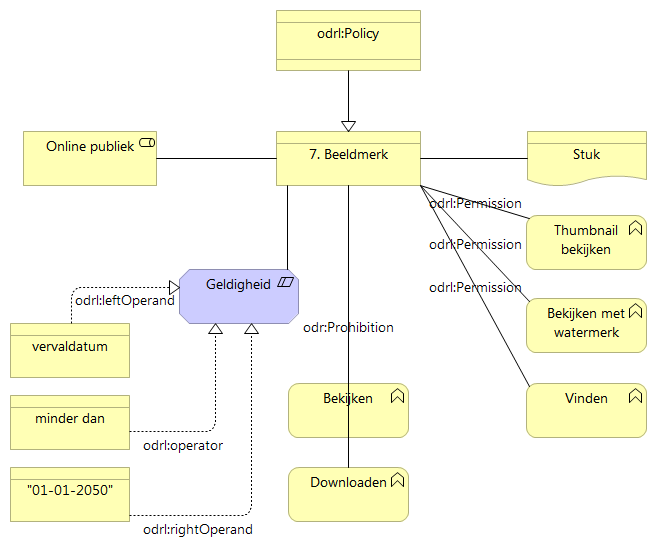 odrl:Policy
Online publiek
7. Beeldmerk
Stuk
odrl:Permission
Thumbnail
bekijken
odrl:Permission
Geldigheid
odrl:Permission
odrl:leftOperand
Bekijken met
watermerk
odr:Prohibition
vervaldatum
Bekijken
Vinden
minder dan
odrl:operator
Downloaden
"01-01-2050"
odrl:rightOperand